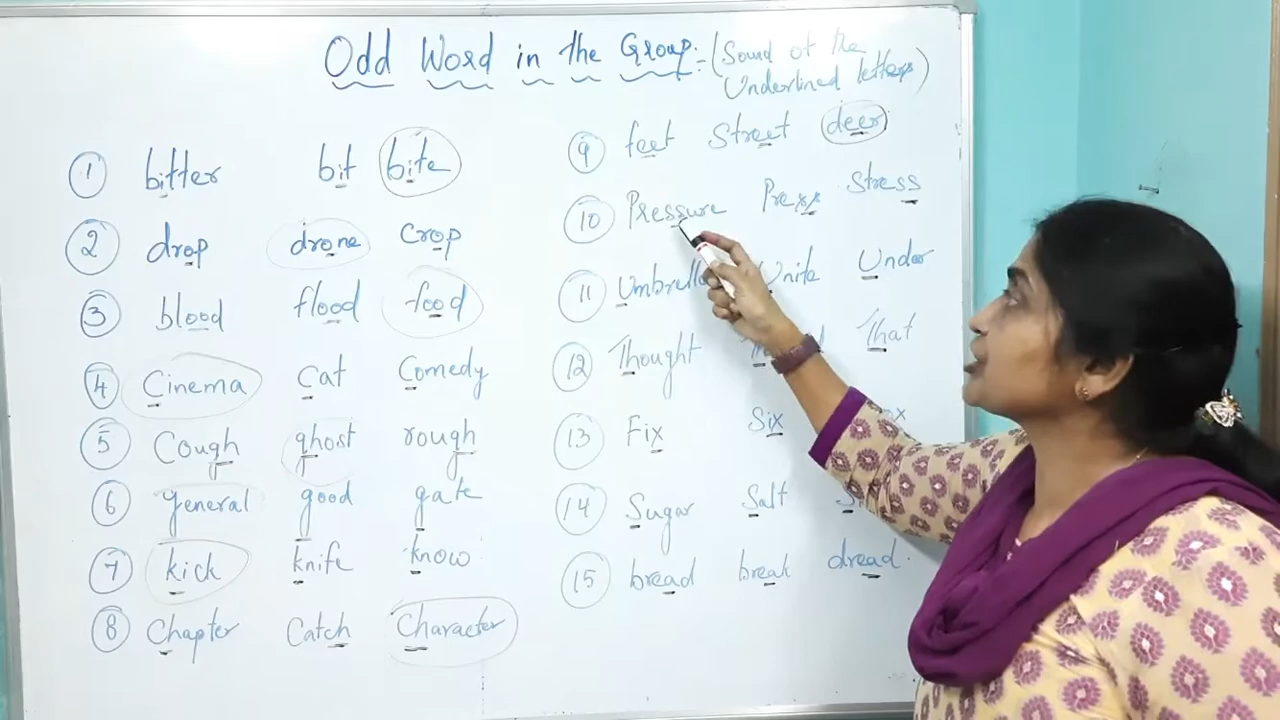 Odd Word in the Group:- (Sound of the
Underlined letters)
1 bitter bit bite
2 drop drone crop
3 blood flood food
4 Cinema Cat Comedy
5 Cough ghost rough
6 general good gate
7 kick knife know
8 Chapter Catch Character
9 feet Street deer
10 Pressure Press Stress
11 Umbrella Unite Under
12 Thought That
13 Fix Six
14 Sugar Salt
15 bread break dread.